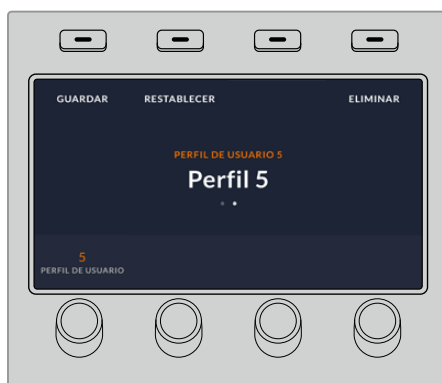 GUARDAR RESTABLECER ELIMINAR
PERFIL DE USUARIO 5
Perfil 5
5
PERFIL DE USUARIO